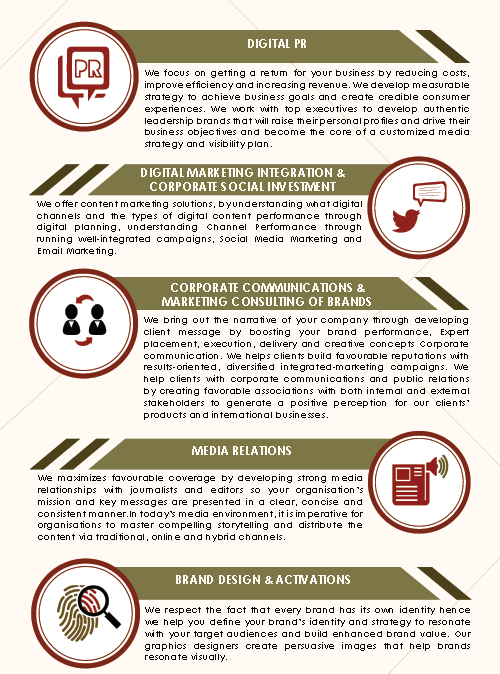 DIGITAL PR
PR
We focus on getting a return for your business by reducing costs,
improve efficiency and increasing revenue. We develop measurable
strategy to achieve business goals and create credible consumer
experiences. We work with top executives to develop authentic
leadership brands that will raise their personal profiles and drive their
business objectives and become the core of a customized media
strategy and visibility plan.
DIGITAL MARKETING INTEGRATION &
CORPORATE SOCIAL INVESTMENT
We offer content marketing solutions, by understanding what digital
channels and the types of digital content performance through
digital planning, understanding Channel Performance through
running well-integrated campaigns, Social Media Marketing and
Email Marketing.
CORPORATE COMMUNICATIONS &
MARKETING CONSULTING OF BRANDS
We bring out the narrative of your company through developing
client message by boosting your brand performance, Expert
placement, execution, delivery and creative concepts Corporate
communication. We helps clients build favourable reputations with
results-oriented, diversified integrated-marketing campaigns. We
help clients with corporate communications and public relations
by creating favorable associations with both internal and external
stakeholders to generate a positive perception for our clients'
products and international businesses.
MEDIA RELATIONS
We maximizes favourable coverage by developing strong media
relationships with journalists and editors so your organisation's
mission and key messages are presented in a clear, concise and
consistent manner.In today's media environment, it is imperative for
organisations to master compelling storytelling and distribute the
content via traditional, online and hybrid channels.
BRAND DESIGN & ACTIVATIONS
We respect the fact that every brand has its own identity hence
we help you define your brand's identity and strategy to resonate
with your target audiences and build enhanced brand value. Our
graphics designers create persuasive images that help brands
resonate visually.